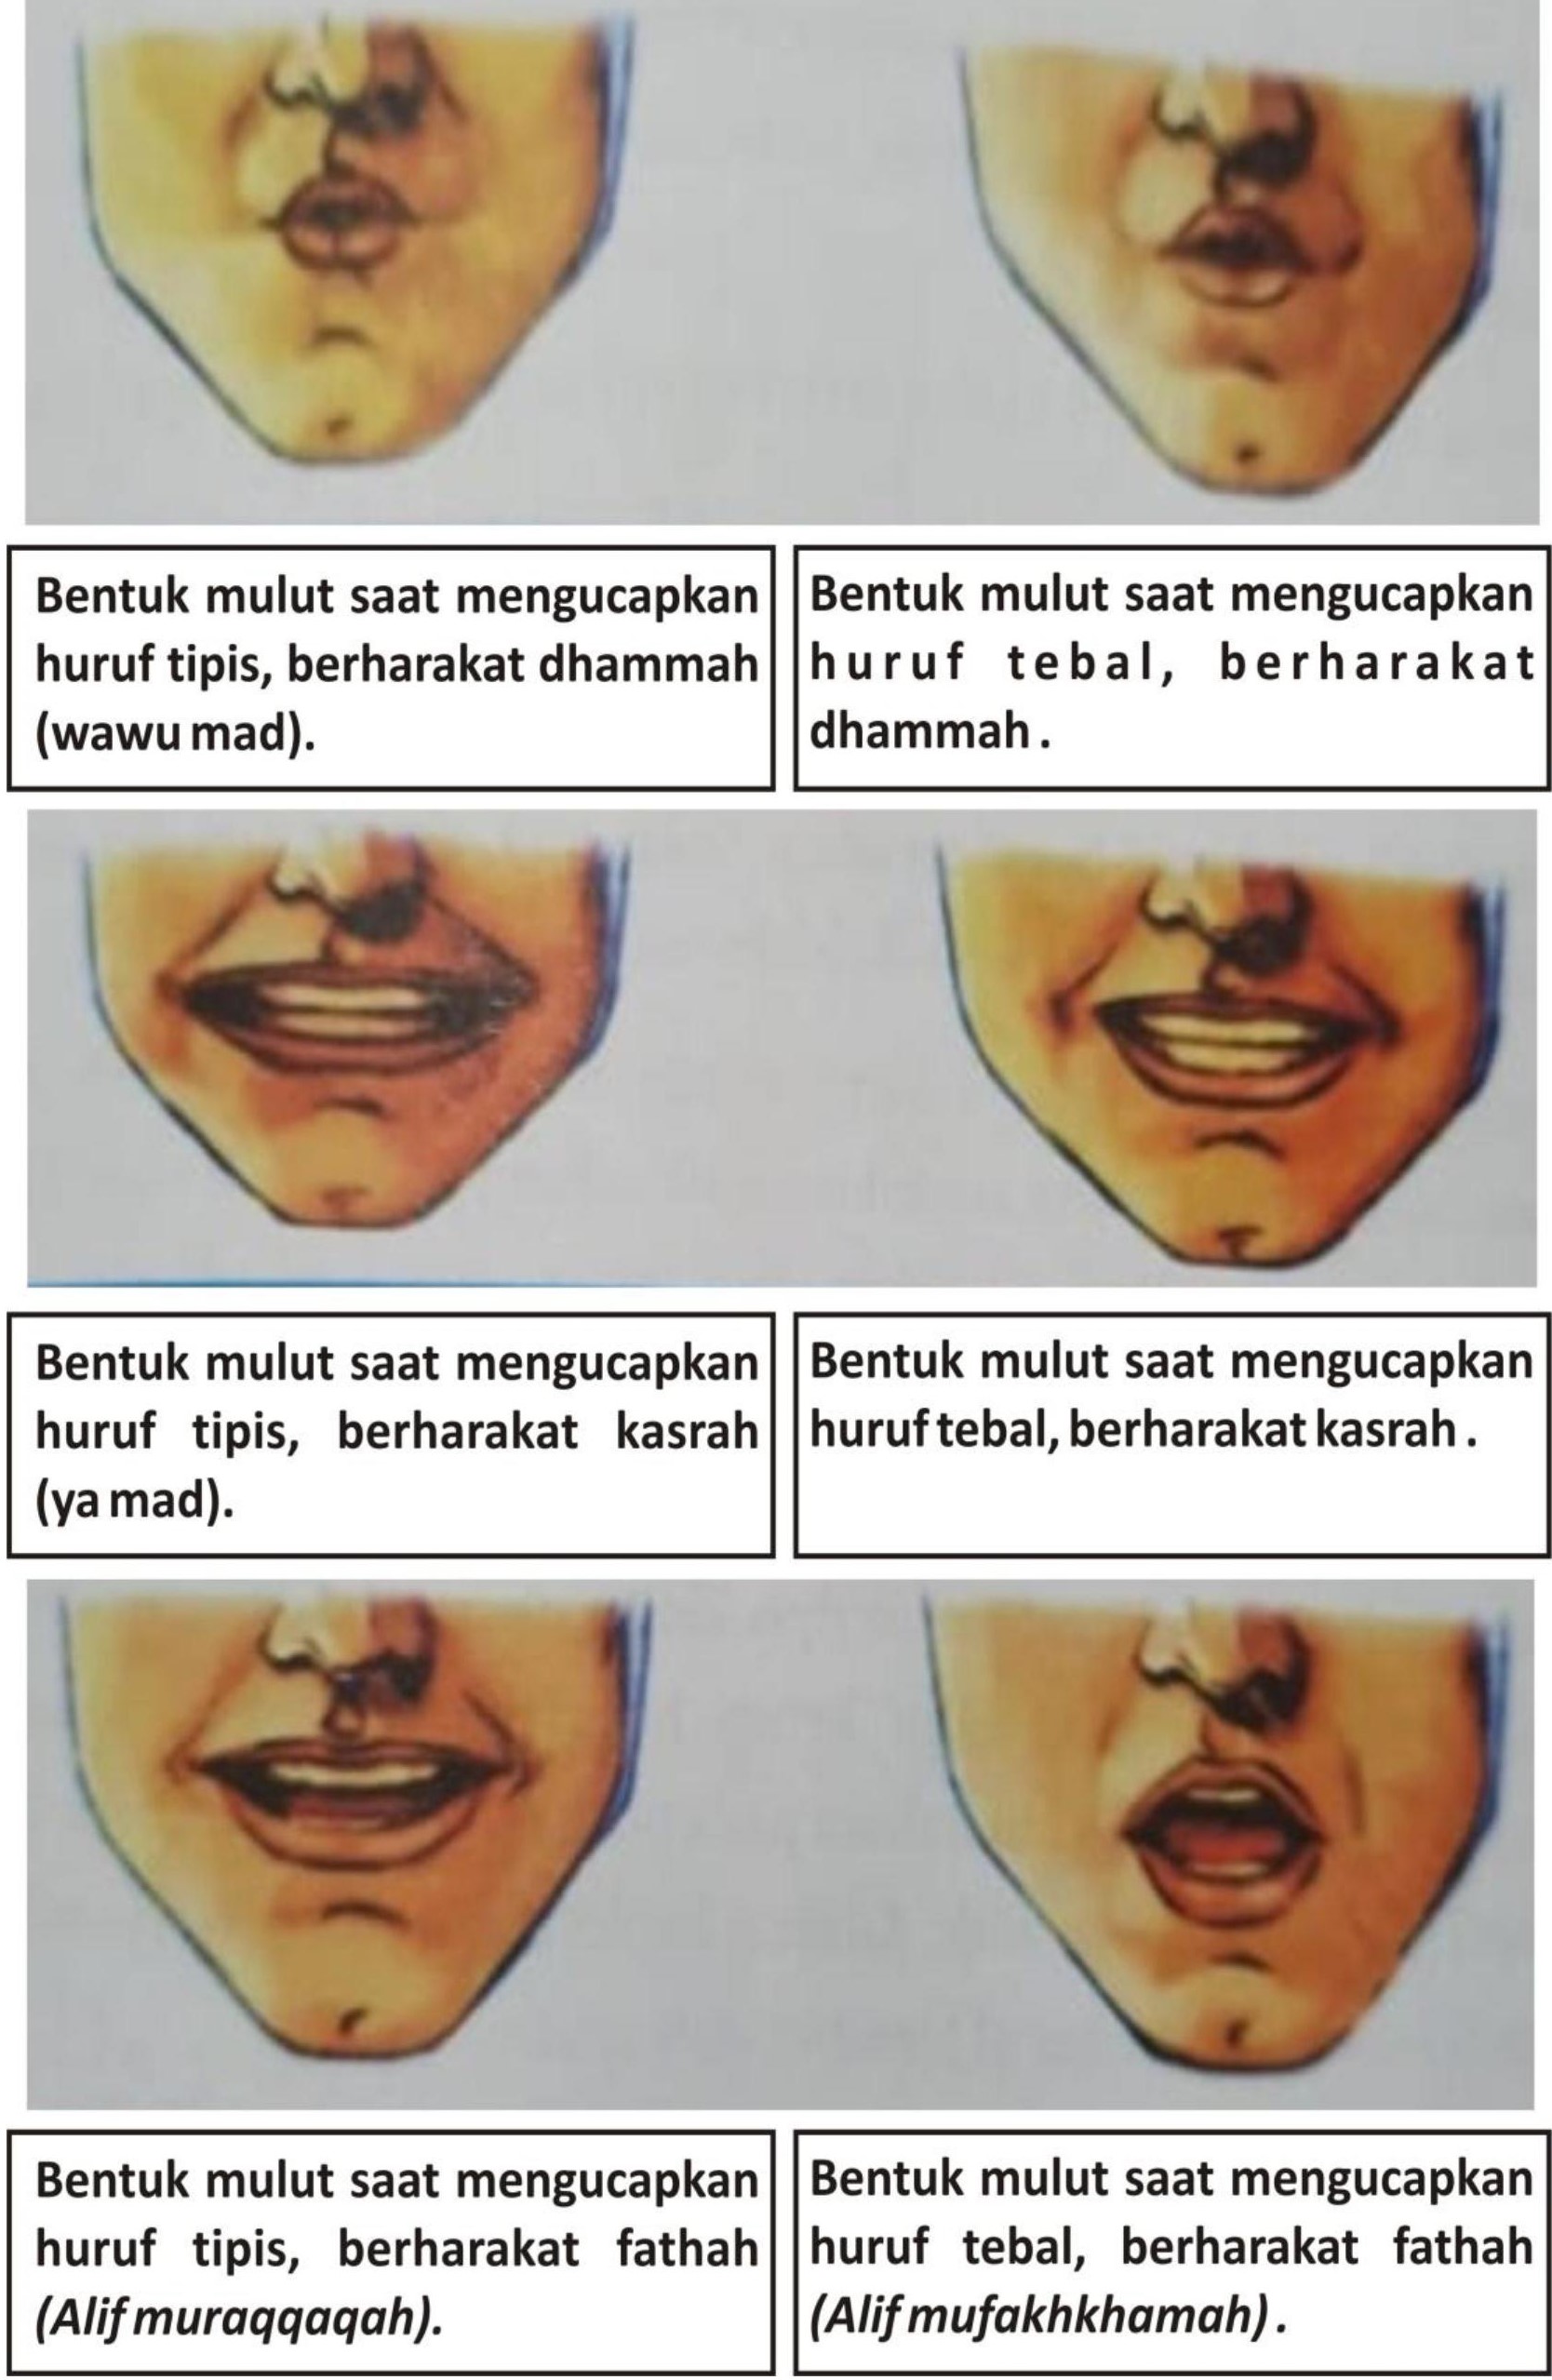 Bentuk mulut saat mengucapkan
huruf tipis, berharakat dhammah
(wawu mad).
Bentuk mulut saat mengucapkan
huruf tebal, berharakat
dhammah .
Bentuk mulut saat mengucapkan
huruf tipis, berharakat kasrah
(ya mad).
Bentuk mulut saat mengucapkan
huruf tebal, berharakat kasrah .
Bentuk mulut saat mengucapkan
huruf tipis, berharakat fathah
(Alif muraqqaqah).
Bentuk mulut saat mengucapkan
huruf tebal, berharakat fathah
(Alif mufakhkhamah) .